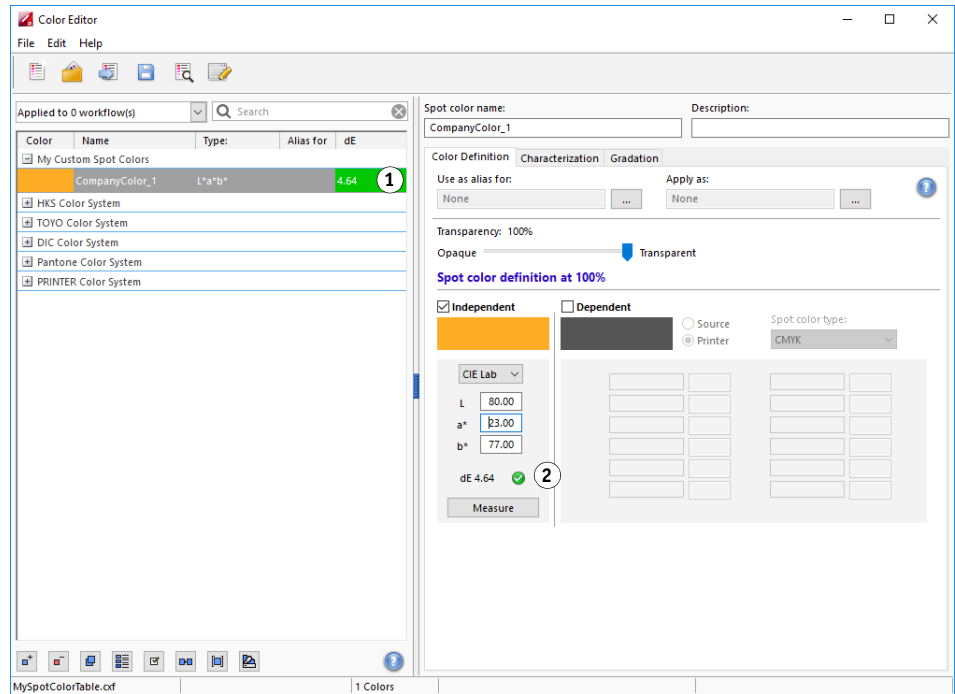 Color Editor
File Edit Help
Applied to 0 workflow(s)
Search
Color Name Type: Alias for dE
My Custom Spot Colors
CompanyColor_1 L*a*b* 4.64 1
HKS Color System
TOYO Color System
DIC Color System
Pantone Color System
PRINTER Color System
Spot color name: Description:
CompanyColor_1
Color Definition Characterization Gradation
Use as alias for: Apply as:
None ... None ...
Transparency: 100%
Opaque Transparent
Spot color definition at 100%
Independent Dependent
Source
Printer
Spot color type:
CMYK
CIE Lab
L 80.00
a* 23.00
b* 77.00
dE 4.64 2
Measure
MySpotColorTable.cxf 1 Colors